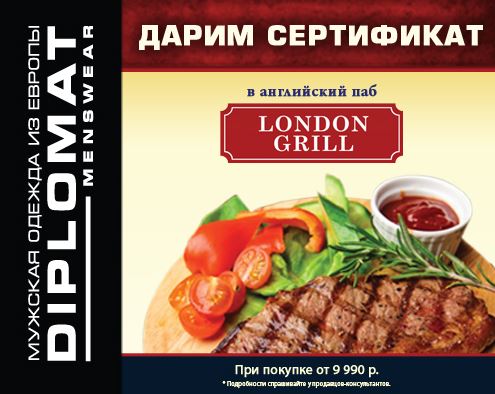 МУЖСКАЯ ОДЕЖДА ИЗ ЕВРОПЫ
DIPLOMAT
MENSWEAR
ДАРИМ СЕРТИФИКАТ
в английский паб
LONDON
GRILL
При покупке от 9 990 р.
* Подробности спрашивайте у продавцов-консультантов.